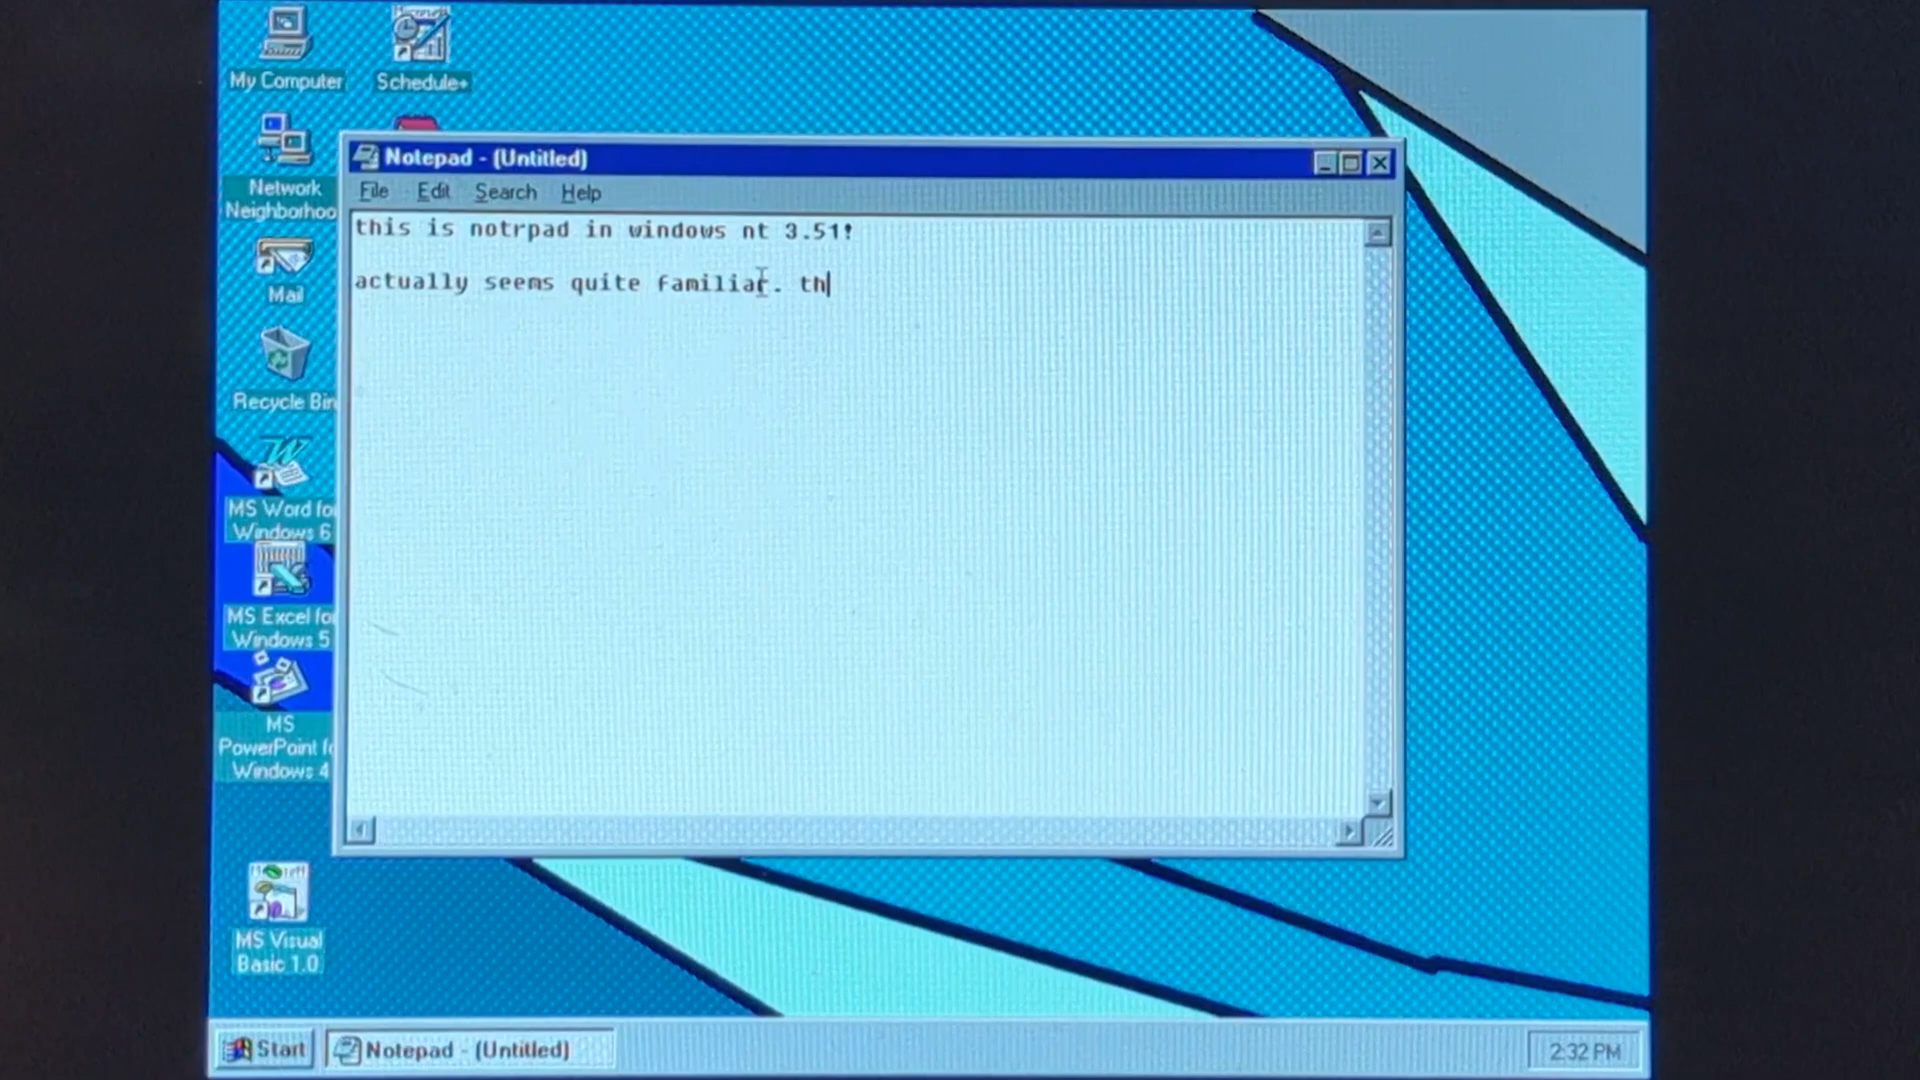 My Computer
Schedule+
Network
Neighborhoo
Mail
Recycle Bin
MS Word for
Windows 6
MS Excel for
Windows 5
MS
PowerPoint fo
Windows 4
MS Visual
Basic 1.0
Notepad - (Untitled)
File Edit Search Help
this is notrpad in windows nt 3.51!
actually seems quite familiar. th
Start
Notepad - (Untitled)
2:32 PM